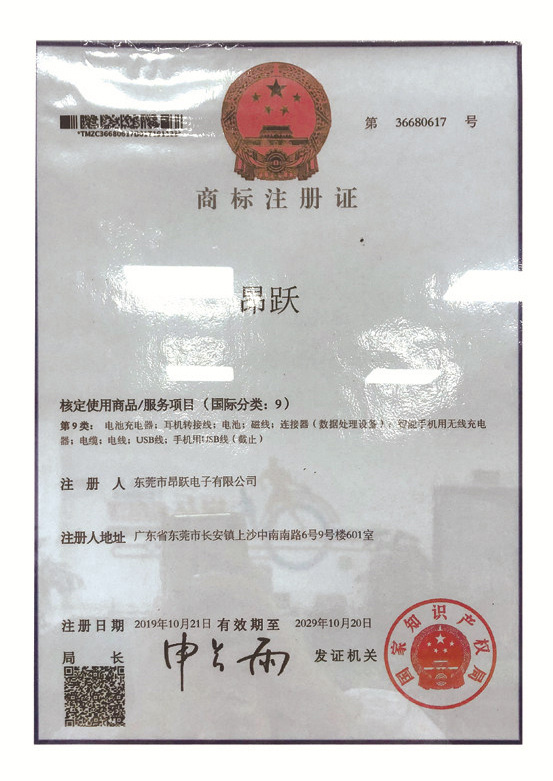 第 36680617 号
商标注册证
昂跃
核定使用商品/服务项目（国际分类：9）
第9类：电池充电器；耳机转接线；电池；磁线；连接器（数据处理设备）；智能手机用无线充电
器；电缆；电线；USB线；手机用USB线（截止）
注册人 东莞市昂跃电子有限公司
注册人地址 广东省东莞市长安镇上沙中南南路6号9号楼601室
注册日期 2019年10月21日 有效期至 2029年10月20日
局长 申长雨 发证机关
国家知识产权局